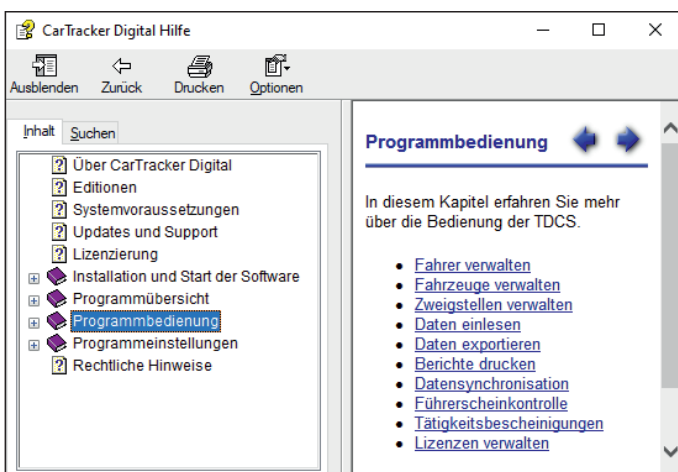 CarTracker Digital Hilfe
Ausblenden Zurück Drucken Optionen
Inhalt Suchen
Über CarTracker Digital
Editionen
Systemvoraussetzungen
Updates und Support
Lizenzierung
Installation und Start der Software
Programmübersicht
Programmbedienung
Programmeinstellungen
Rechtliche Hinweise
Programmbedienung
In diesem Kapitel erfahren Sie mehr
über die Bedienung der TDCS.
Fahrer verwalten
Fahrzeuge verwalten
Zweigstellen verwalten
Daten einlesen
Daten exportieren
Berichte drucken
Datensynchronisation
Führerscheinkontrolle
Tätigkeitsbescheinigungen
Lizenzen verwalten